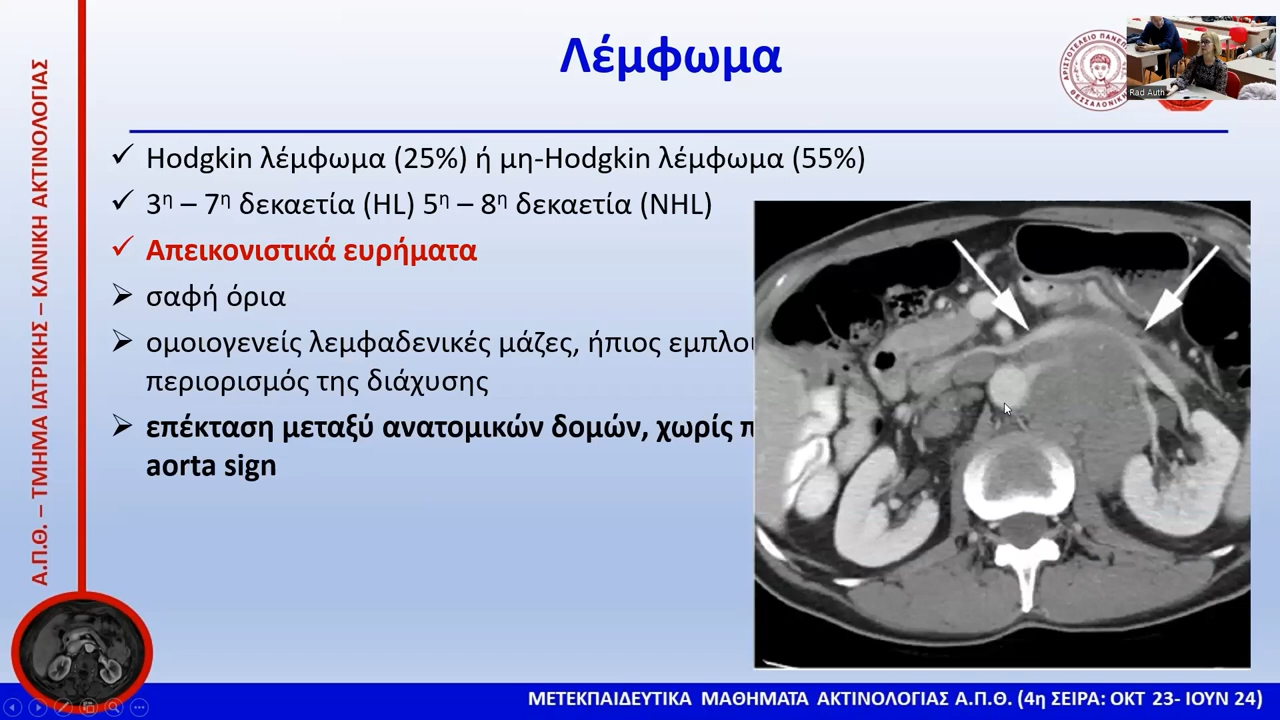 Λέμφωμα
Rad Auth
Hodgkin λέμφωμα (25%) ή μη-Hodgkin λέμφωμα (55%)
3η – 7η δεκαετία (HL) 5η – 8η δεκαετία (NHL)
Απεικονιστικά ευρήματα
σαφή όρια
ομοιογενείς λεμφαδενικές μάζες, ήπιος
περιορισμός της διάχυσης
επέκταση μεταξύ ανατομικών δομών, χωρίς
aorta sign
Α.Π.Θ. – ΤΜΗΜΑ ΙΑΤΡΙΚΗΣ – ΚΛΙΝΙΚΗ ΑΚΤΙΝΟΛΟΓΙΑΣ
ΜΕΤΕΚΠΑΙΔΕΥΤΙΚΑ ΜΑΘΗΜΑΤΑ ΑΚΤΙΝΟΛΟΓΙΑΣ Α.Π.Θ. (4η ΣΕΙΡΑ: ΟΚΤ 23- ΙΟΥΝ 24)